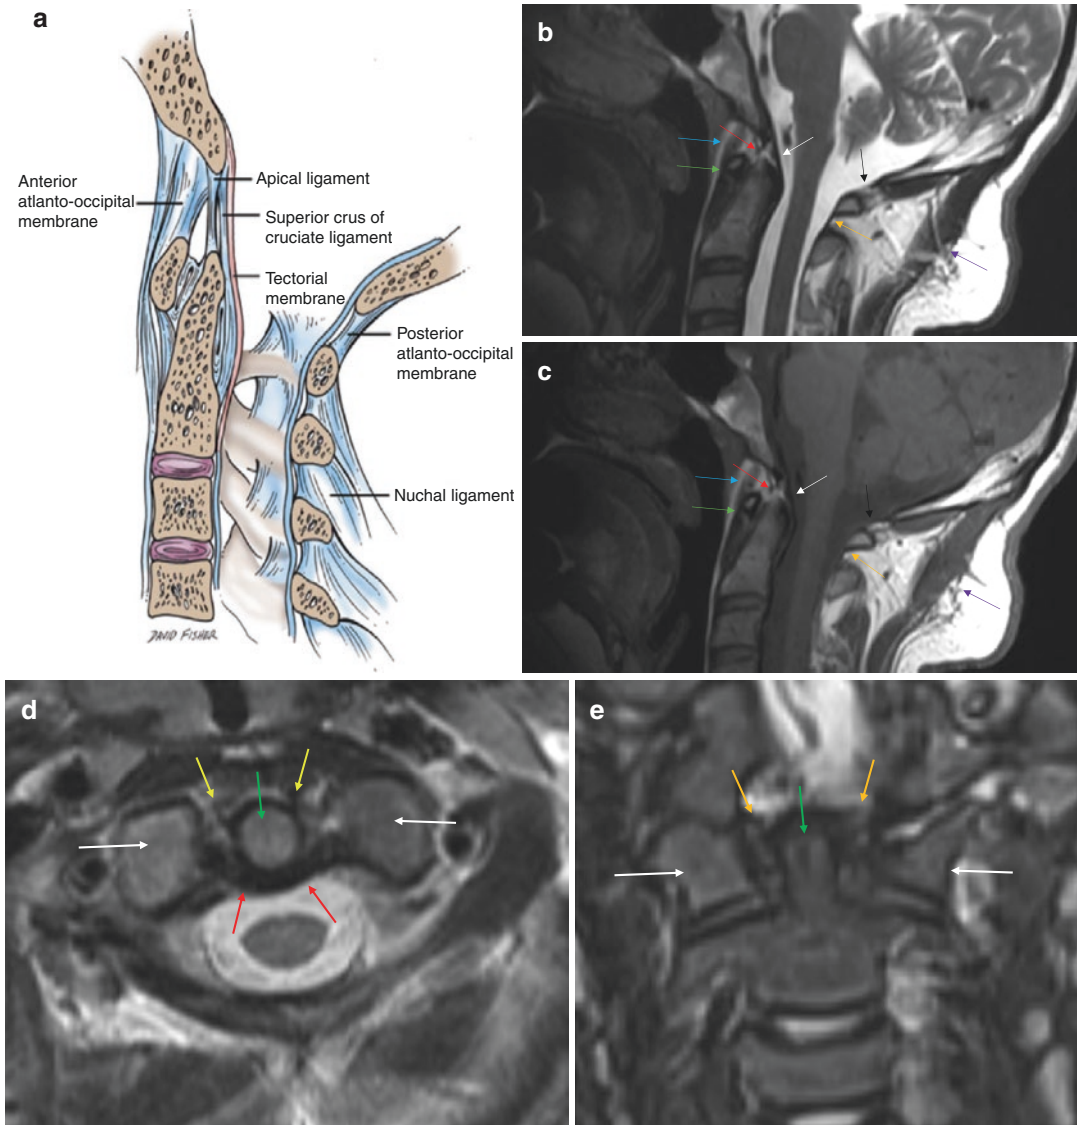 a
Anterior
atlanto-occipital
membrane
Apical ligament
Superior crus of
cruciate ligament
Tectorial
membrane
Posterior
atlanto-occipital
membrane
Nuchal ligament
DAVID FISHER
b
c
d
e